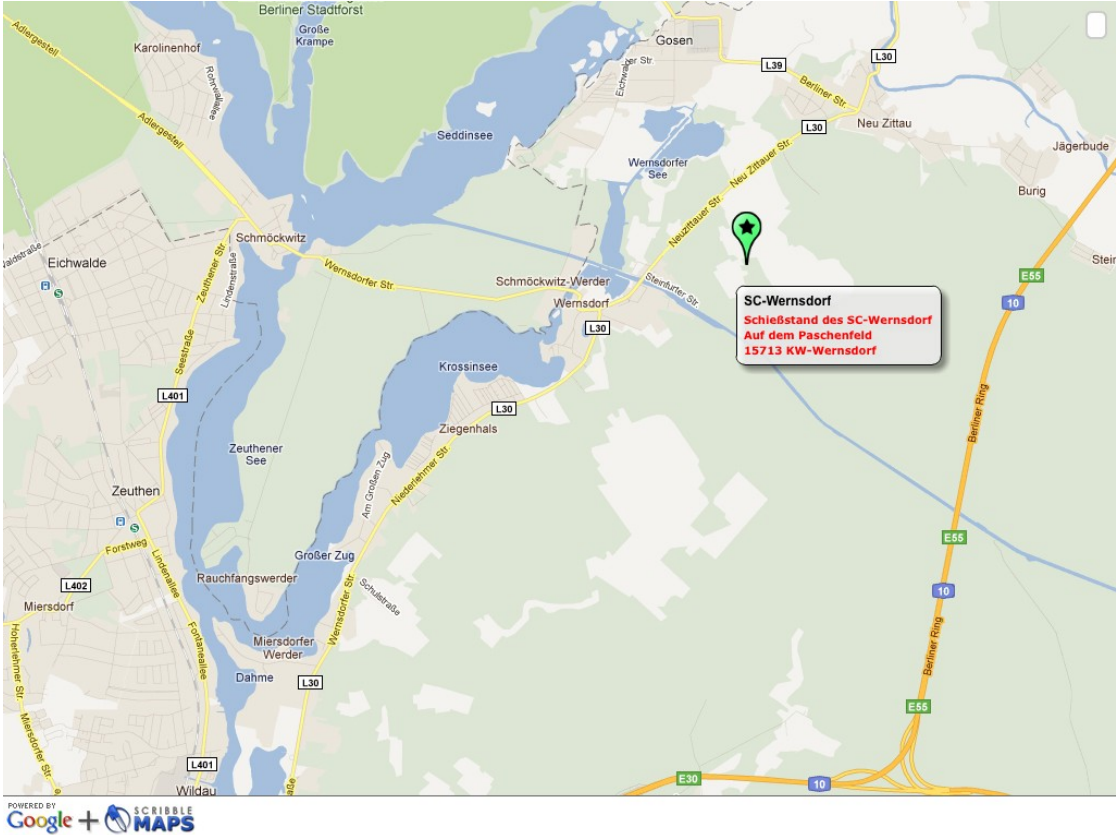 Berliner Stadtforst
Große
Krampe
Adlergestell
Karolinenhof
Rohrwallallee
Gosen
Eichwalder Str.
L39
L30
Berliner Str.
Neu Zittau
L30
Adlergestell
Seddinsee
Wernsdorfer
See
Neu Zittauer Str.
Jägerbude
Burig
Neuzittauer Str.
Waldstraße
Eichwalde
Schmöckwitz
Zeuthener Str.
Lindenstraße
Wernsdorfer Str.
Schmöckwitz-Werder
Wernsdorf
Steinfurter Str.
Stein
E55
10
SC-Wernsdorf
Schießstand des SC-Wernsdorf
Auf dem Paschenfeld
15713 KW-Wernsdorf
L30
Seestraße
Krossinsee
L401
L30
Ziegenhals
Berliner Ring
Zeuthener
See
Am Großen Zug
Niederlehmer Str.
Zeuthen
Forstweg
Lindenallee
Großer Zug
E55
L402
Rauchfangswerder
Schulstraße
10
Miersdorf
Wernsdorfer Str.
Hoherlehmer Str.
Fontaneallee
Miersdorfer
Werder
Berliner Ring
Dahme
L30
E55
Miersdorfer Str.
L401
Wildau
aße
E30
10
POWERED BY
Google + SCRIBBLE
MAPS